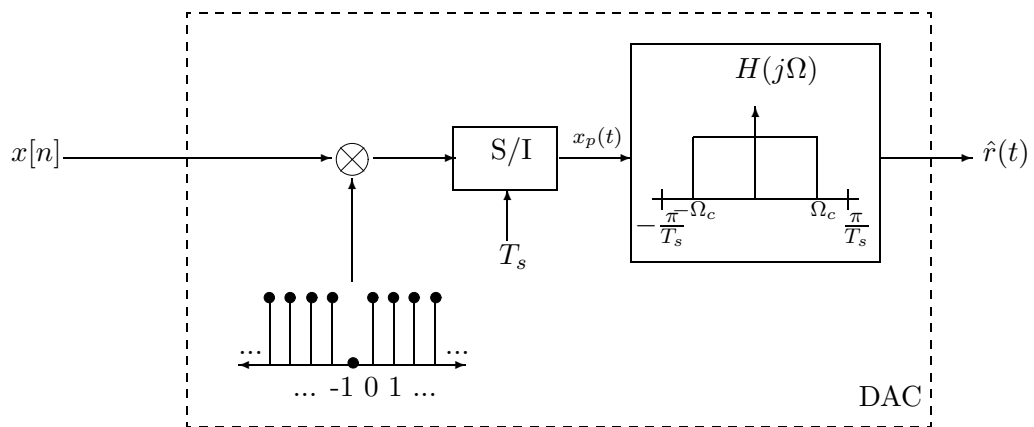 H(jΩ)
x[n]
S/I
x_p(t)
r̂(t)
-Ω_c
Ω_c
-π/T_s
π/T_s
T_s
... ...
... -1 0 1 ...
DAC